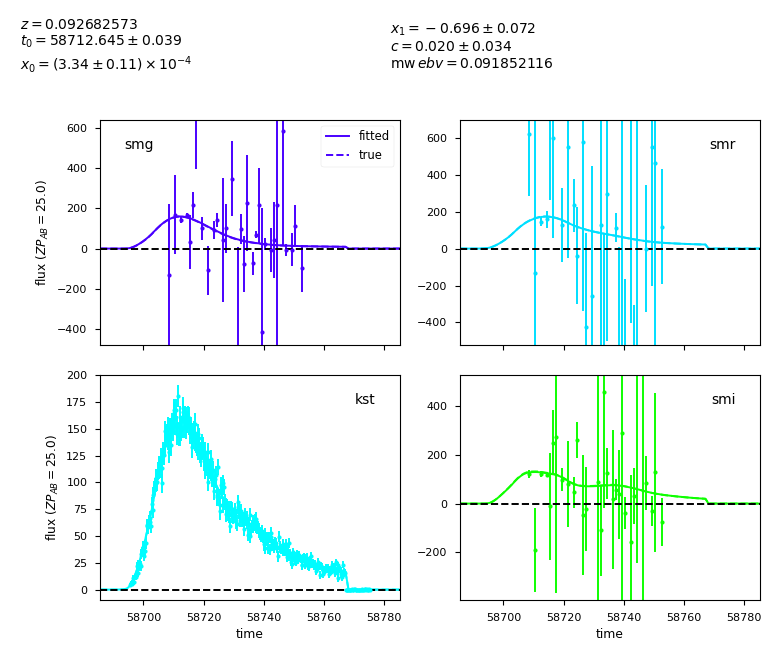 z = 0.092682573
t₀ = 58712.645 ± 0.039
x₀ = (3.34 ± 0.11) × 10⁻⁴
x₁ = −0.696 ± 0.072
c = 0.020 ± 0.034
mw ebv = 0.091852116
smg
fitted
true
600
400
200
0
−200
−400
flux (ZP_AB = 25.0)
smr
600
400
200
0
−200
−400
kst
200
175
150
125
100
75
50
25
0
flux (ZP_AB = 25.0)
58700 58720 58740 58760 58780
time
smi
400
200
0
−200
58700 58720 58740 58760 58780
time